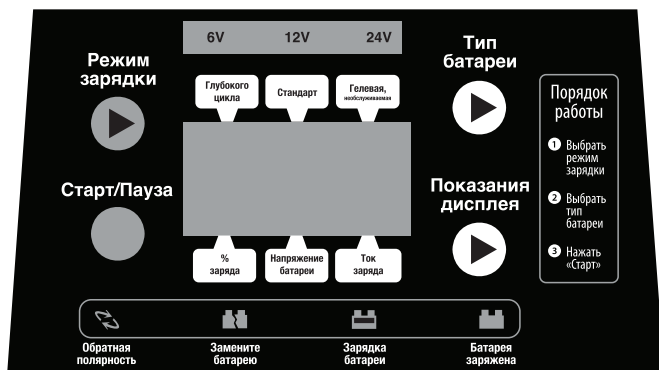 6V 12V 24V
Режим
зарядки
Тип
батареи
Глубокого
цикла
Стандарт
Гелевая,
необслуживаемая
Старт/Пауза
Показания
дисплея
%
заряда
Напряжение
батареи
Ток
заряда
Порядок
работы
1 Выбрать
режим
зарядки
2 Выбрать
тип
батареи
3 Нажать
«Старт»
Обратная
полярность
Замените
батарею
Зарядка
батареи
Батарея
заряжена